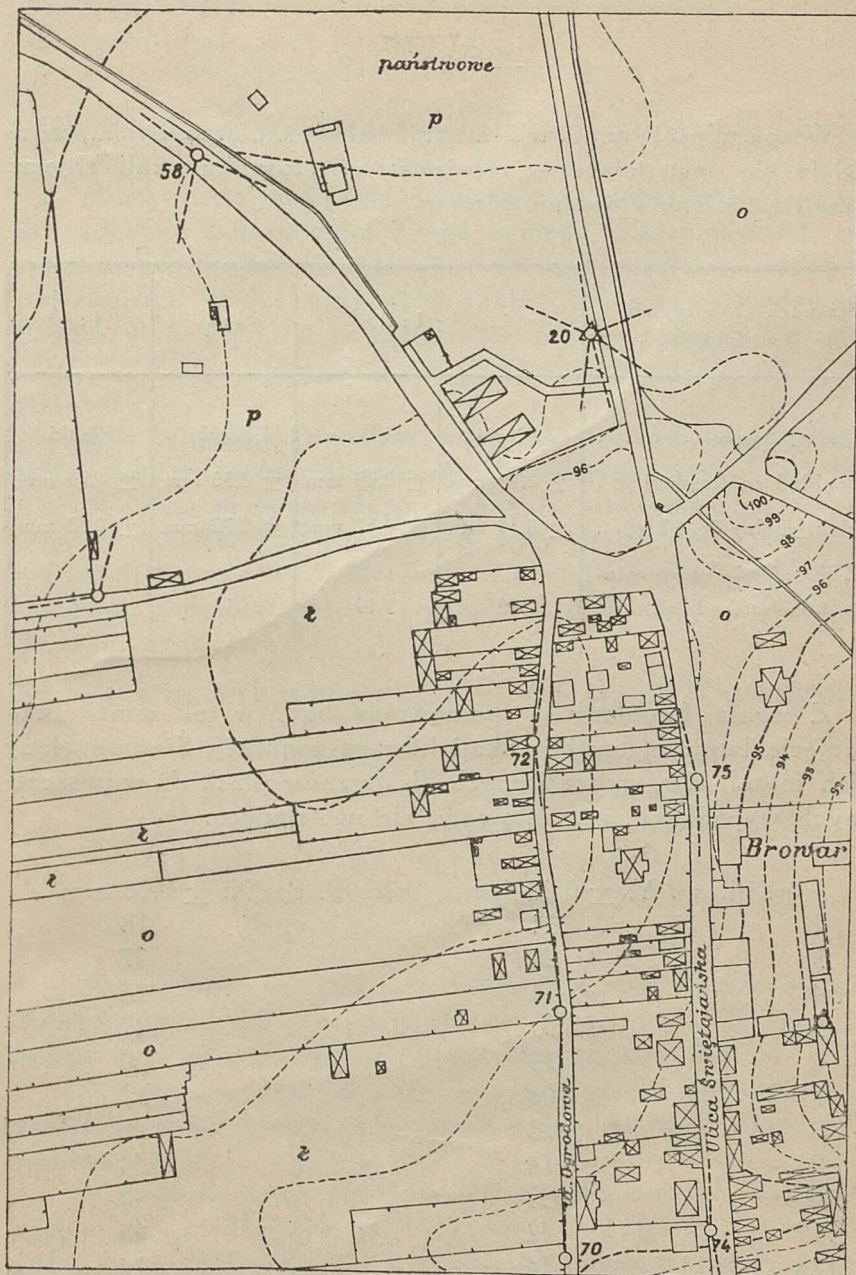 państwowe
p
58
o
20
p
96
100
99
98
97
96
ł
o
72
75
95
94
93
92
ł
Browar
ł
o
71
Ulica Świętajańska
o
ł
ul. Ogrodowa
70
74